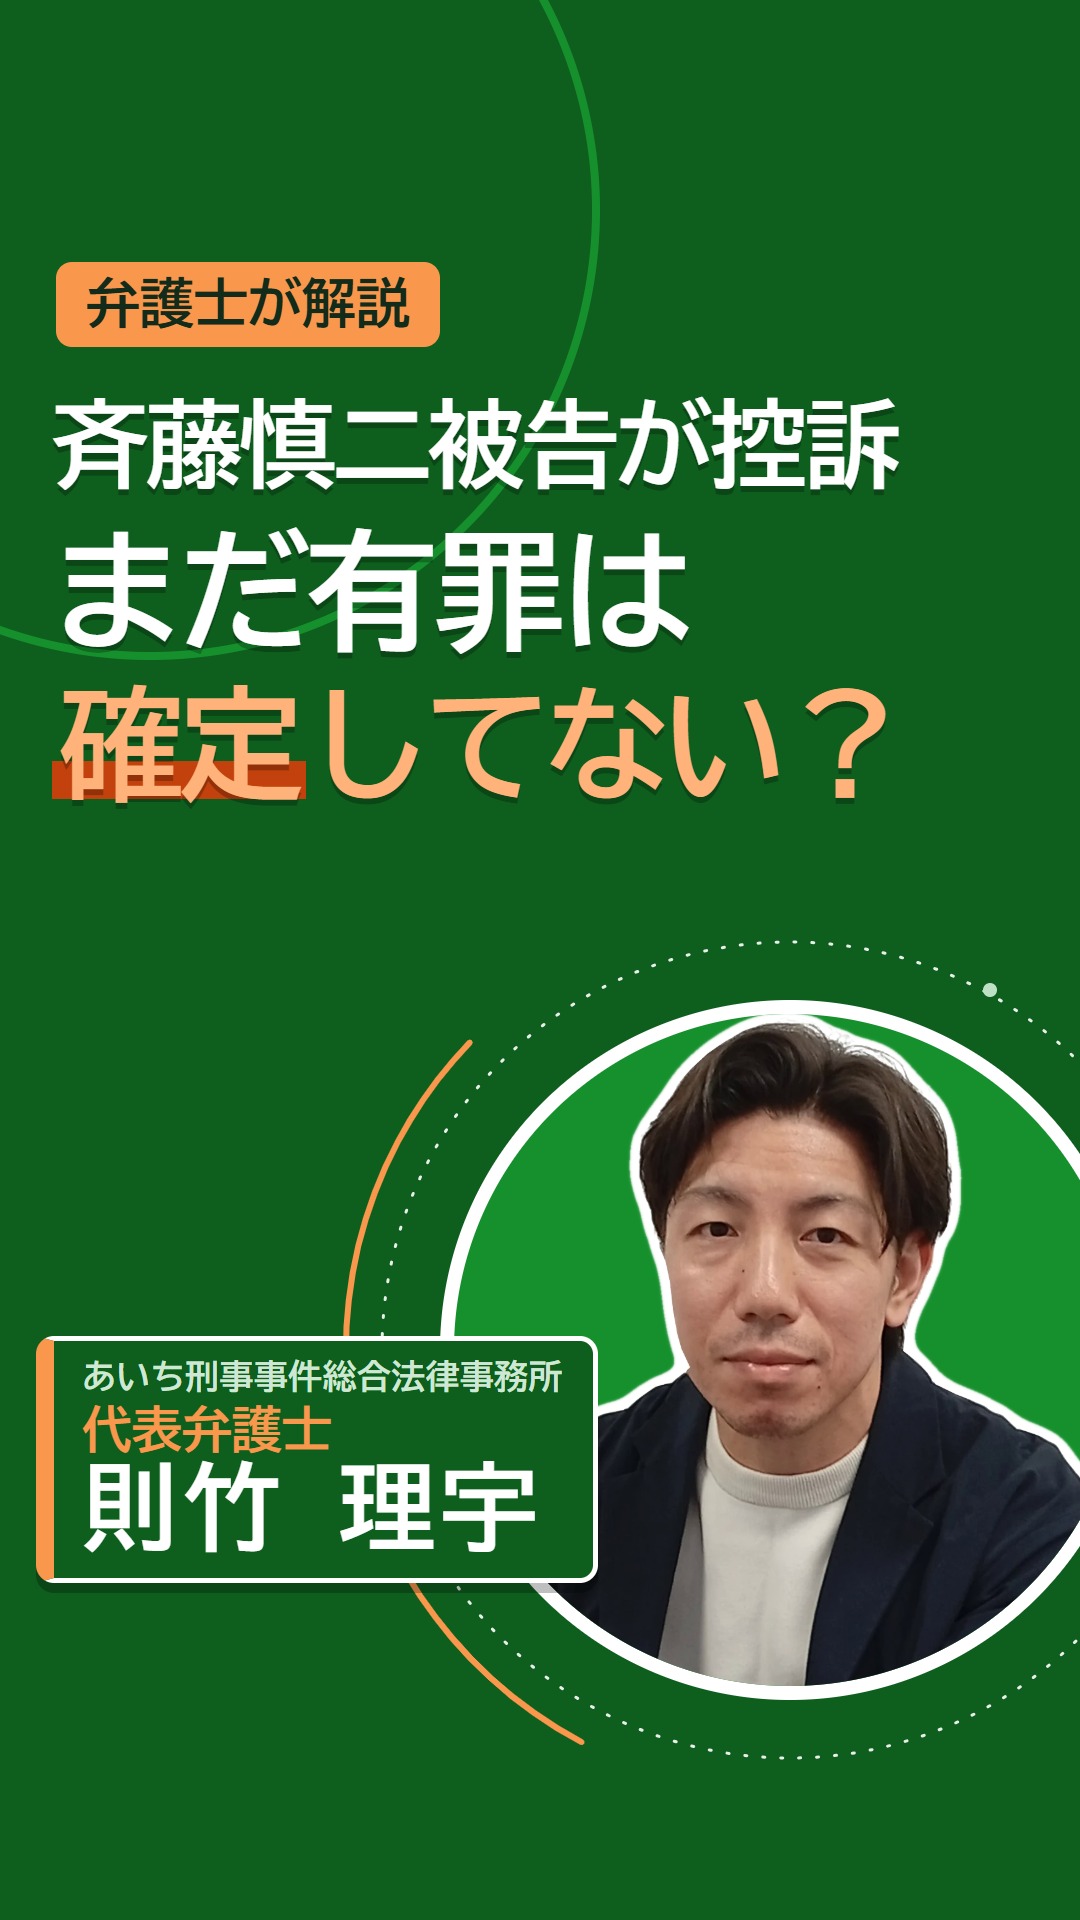 弁護士が解説
斉藤慎二被告が控訴
まだ有罪は
確定してない？
あいち刑事事件総合法律事務所
代表弁護士
則竹 理宇